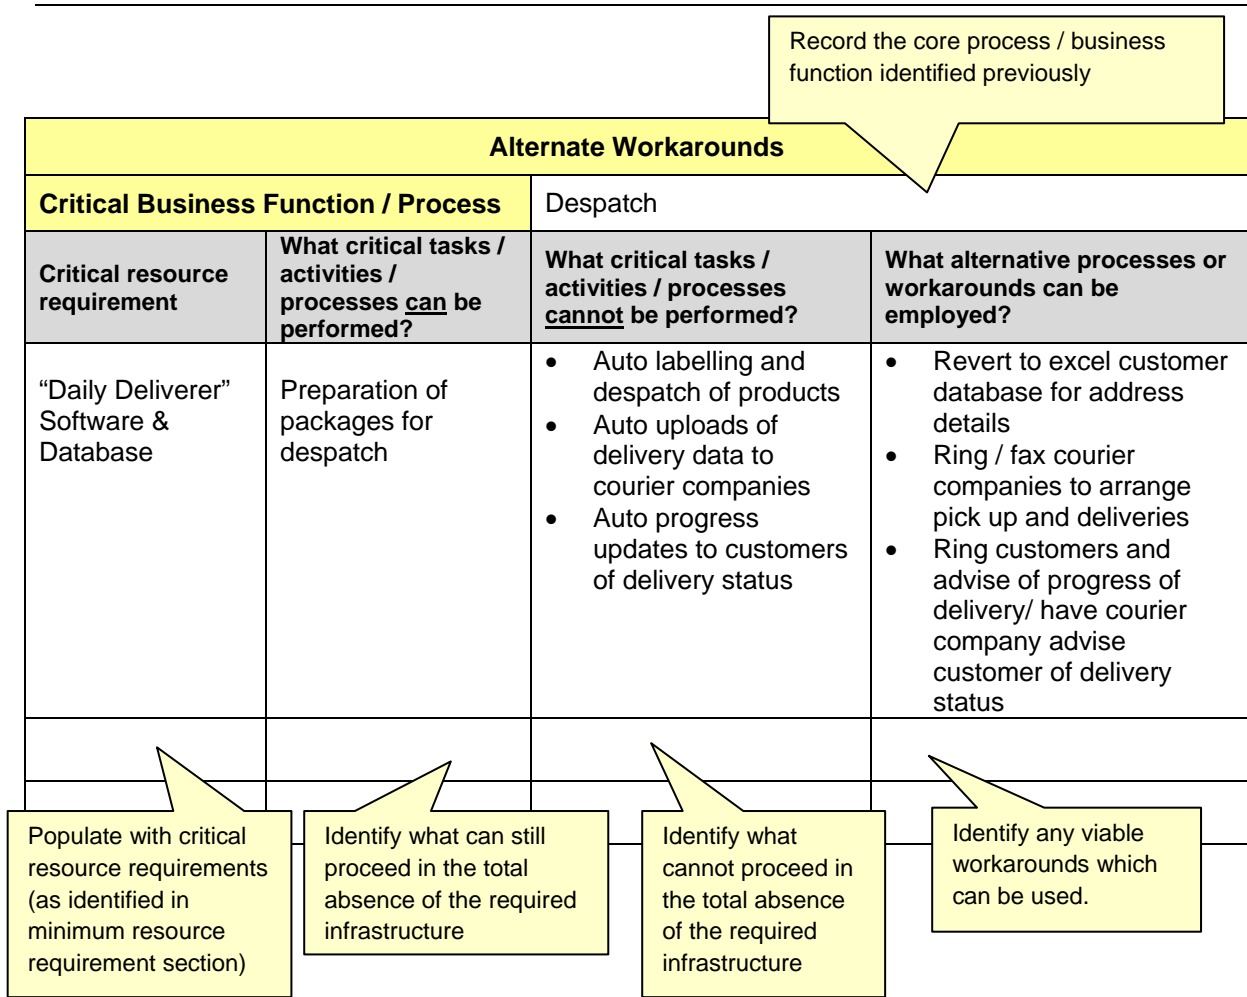 Record the core process / business
function identified previously
Alternate Workarounds
Critical Business Function / Process
Despatch
Critical resource
requirement
What critical tasks /
activities /
processes can be
performed?
What critical tasks /
activities / processes
cannot be performed?
What alternative processes or
workarounds can be
employed?
“Daily Deliverer”
Software &
Database
Preparation of
packages for
despatch
• Auto labelling and
despatch of products
• Auto uploads of
delivery data to
courier companies
• Auto progress
updates to customers
of delivery status
• Revert to excel customer
database for address
details
• Ring / fax courier
companies to arrange
pick up and deliveries
• Ring customers and
advise of progress of
delivery/ have courier
company advise
customer of delivery
status
Populate with critical
resource requirements
(as identified in
minimum resource
requirement section)
Identify what can still
proceed in the total
absence of the required
infrastructure
Identify what
cannot proceed in
the total absence
of the required
infrastructure
Identify any viable
workarounds which
can be used.